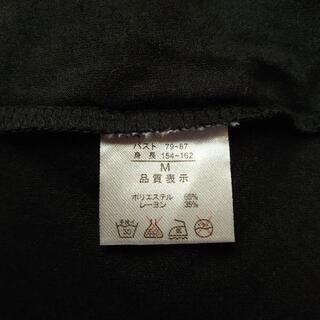 バスト 79-87
身長 154-162
M
品質表示
ポリエステル 65%
レーヨン 35%